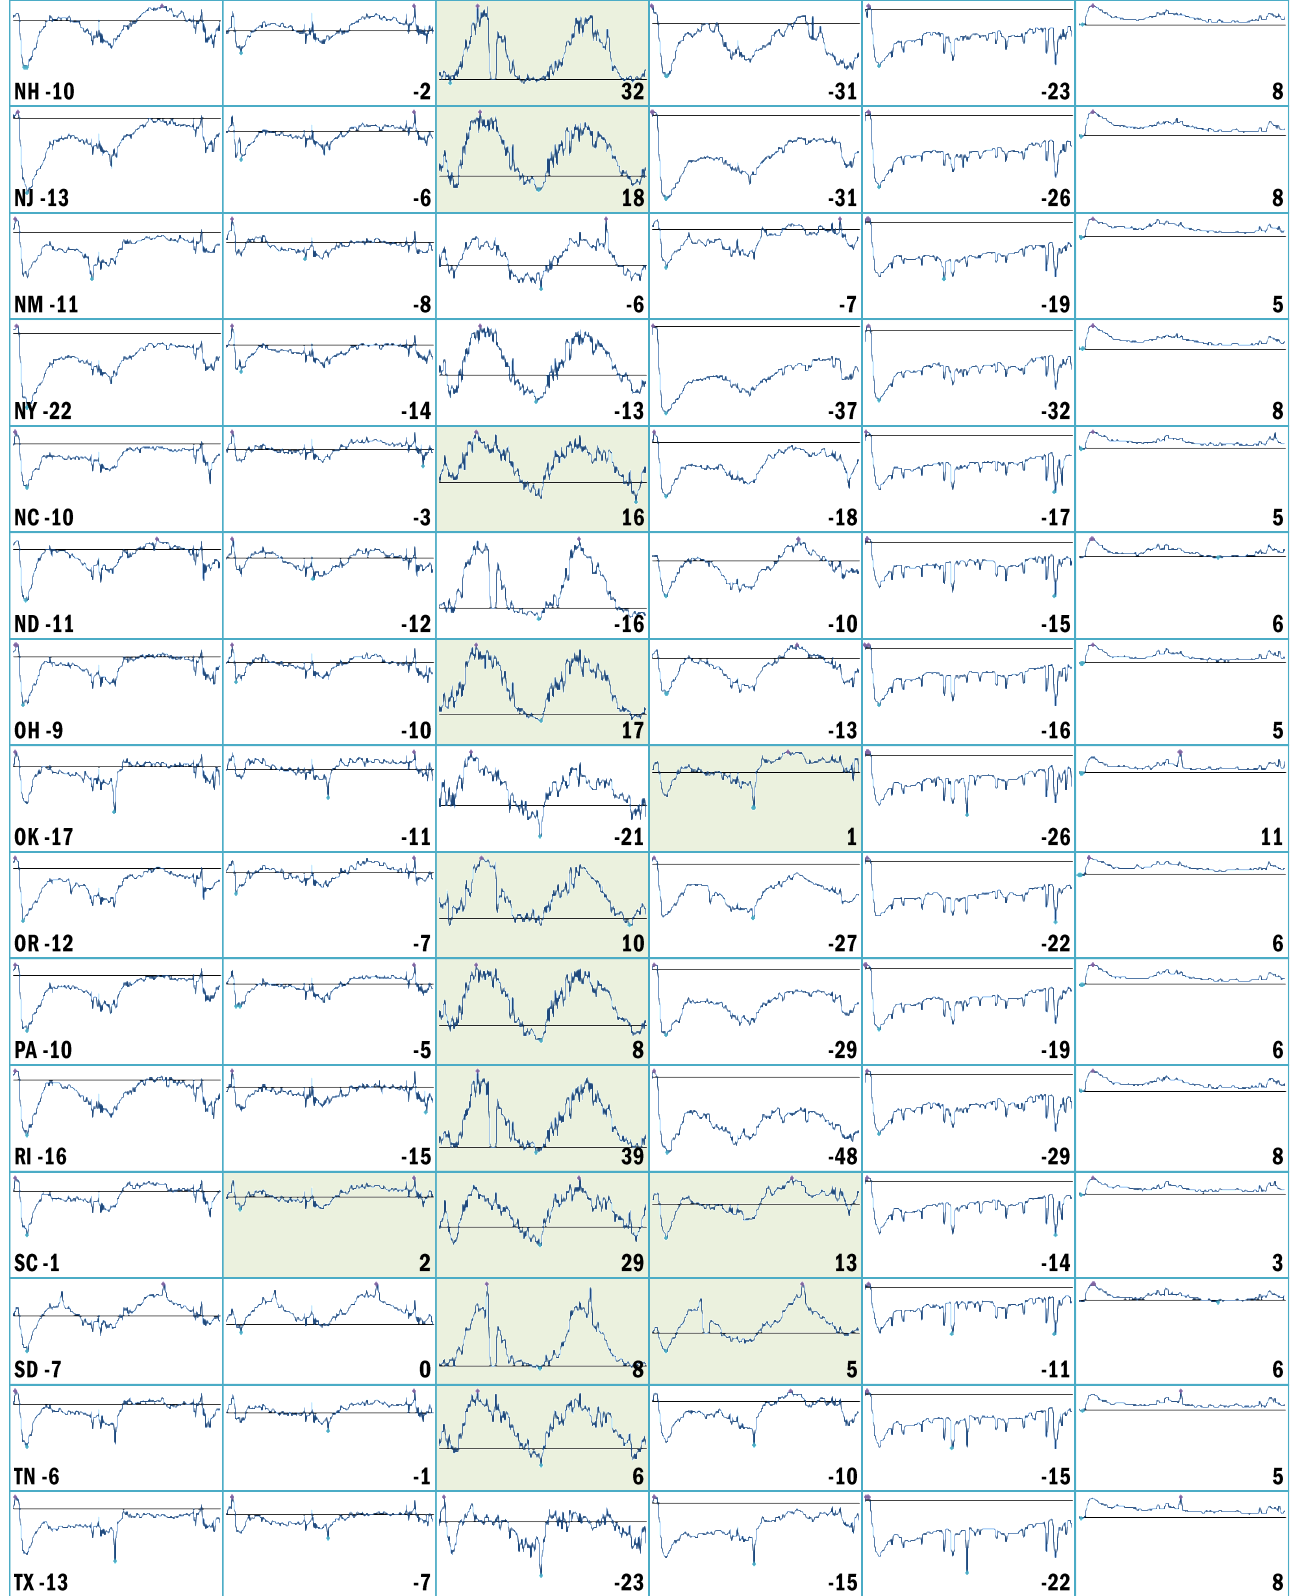 NH -10 -2 32 -31 -23 8
NJ -13 -6 18 -31 -26 8
NM -11 -8 -6 -7 -19 5
NY -22 -14 -13 -37 -32 8
NC -10 -3 16 -18 -17 5
ND -11 -12 -16 -10 -15 6
OH -9 -10 17 -13 -16 5
OK -17 -11 -21 1 -26 11
OR -12 -7 10 -27 -22 6
PA -10 -5 8 -29 -19 6
RI -16 -15 39 -48 -29 8
SC -1 2 29 13 -14 3
SD -7 0 8 5 -11 6
TN -6 -1 6 -10 -15 5
TX -13 -7 -23 -15 -22 8